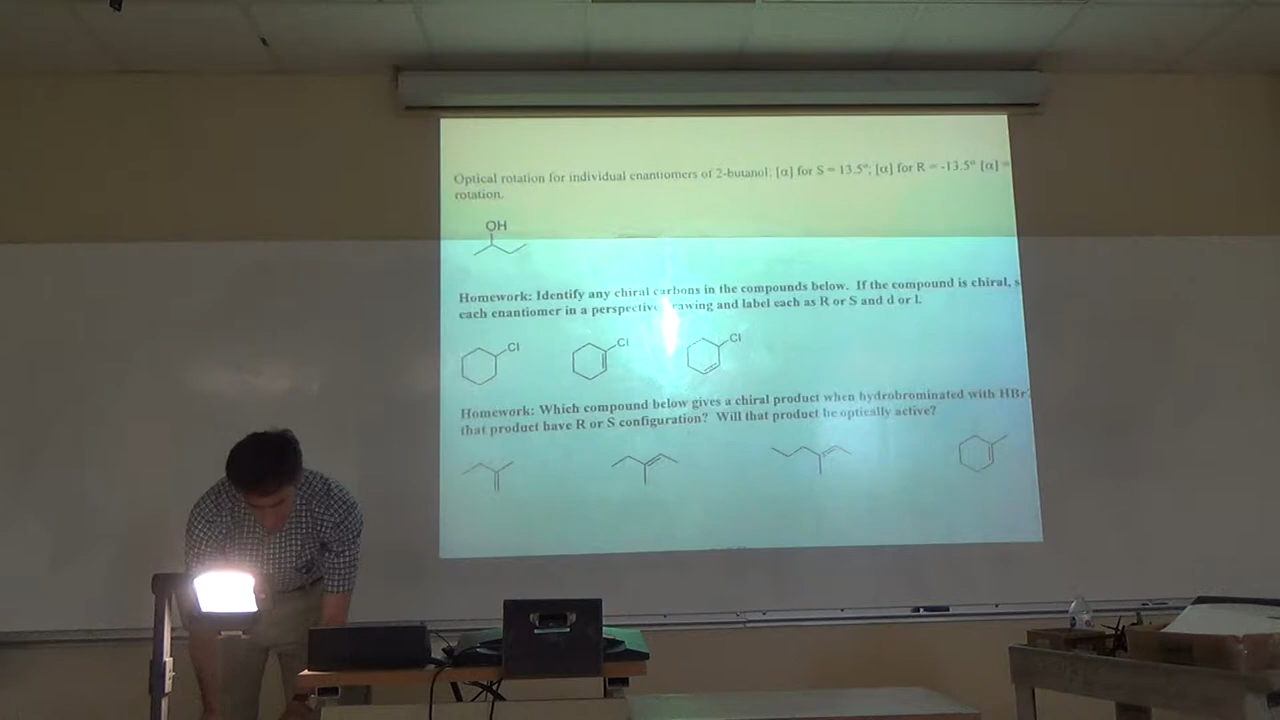 Optical rotation for individual enantiomers of 2-butanol: [α] for S = 13.5º; [α] for R = -13.5º [α] =
rotation.
OH
Homework: Identify any chiral carbons in the compounds below. If the compound is chiral, s
each enantiomer in a perspective drawing and label each as R or S and d or l.
Cl
Cl
Cl
Homework: Which compound below gives a chiral product when hydrobrominated with HBr?
that product have R or S configuration? Will that product be optically active?